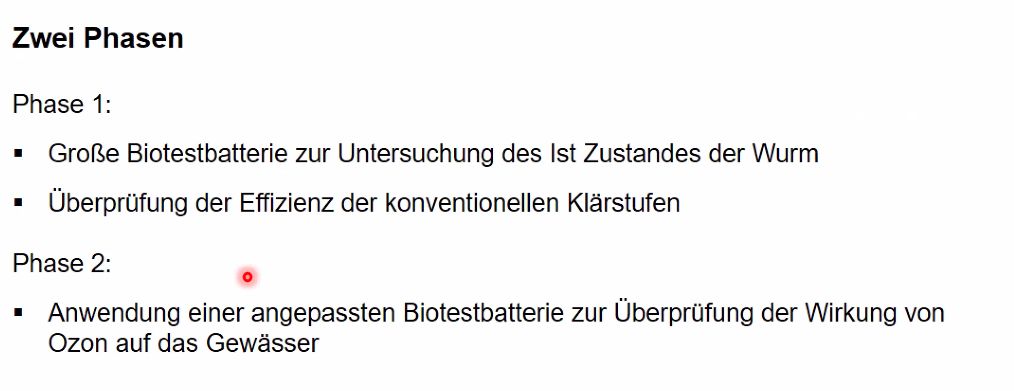 Zwei Phasen
Phase 1:
▪ Große Biotestbatterie zur Untersuchung des Ist Zustandes der Wurm
▪ Überprüfung der Effizienz der konventionellen Klärstufen
Phase 2:
▪ Anwendung einer angepassten Biotestbatterie zur Überprüfung der Wirkung von
Ozon auf das Gewässer